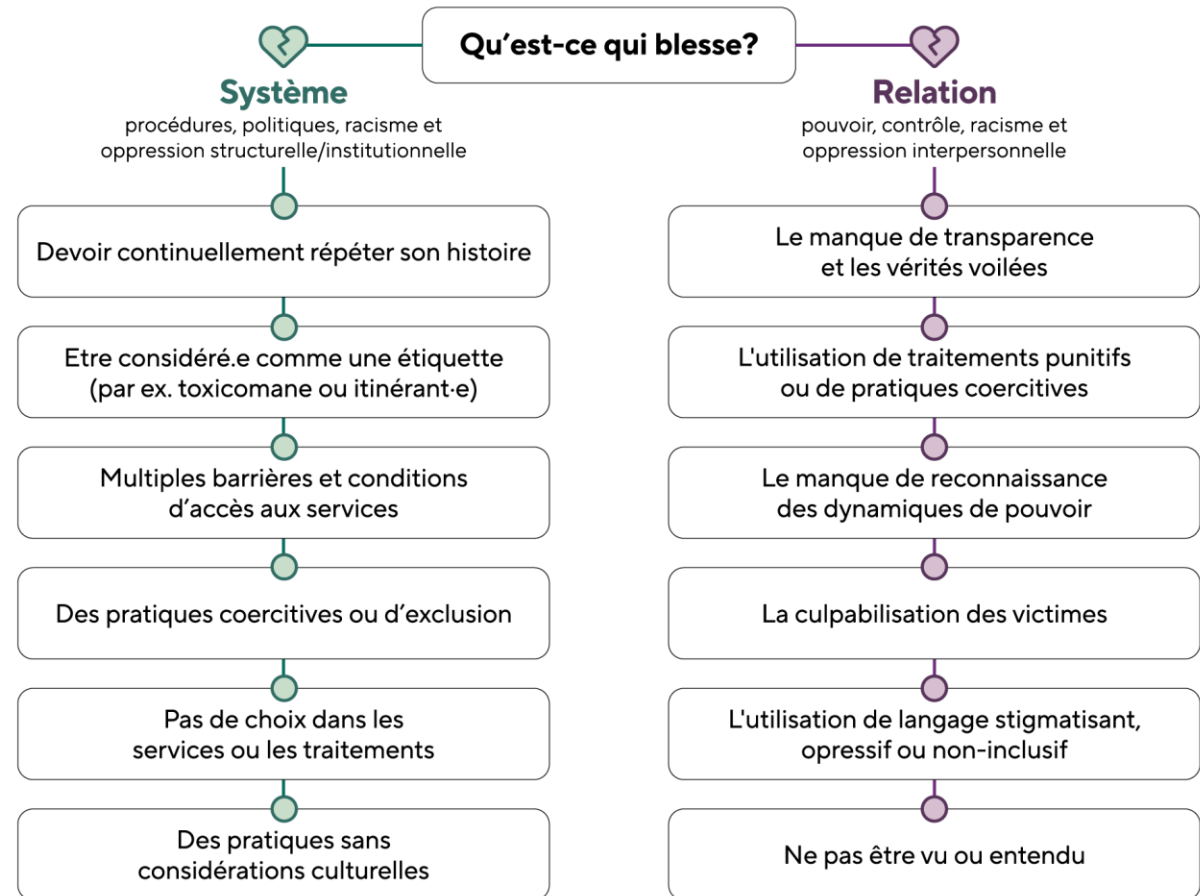 Qu'est-ce qui blesse?
Système
procédures, politiques, racisme et
oppression structurelle/institutionnelle
Devoir continuellement répéter son histoire
Etre considéré.e comme une étiquette
(par ex. toxicomane ou itinérant·e)
Multiples barrières et conditions
d'accès aux services
Des pratiques coercitives ou d'exclusion
Pas de choix dans les
services ou les traitements
Des pratiques sans
considérations culturelles
Relation
pouvoir, contrôle, racisme et
oppression interpersonnelle
Le manque de transparence
et les vérités voilées
L'utilisation de traitements punitifs
ou de pratiques coercitives
Le manque de reconnaissance
des dynamiques de pouvoir
La culpabilisation des victimes
L'utilisation de langage stigmatisant,
opressif ou non-inclusif
Ne pas être vu ou entendu